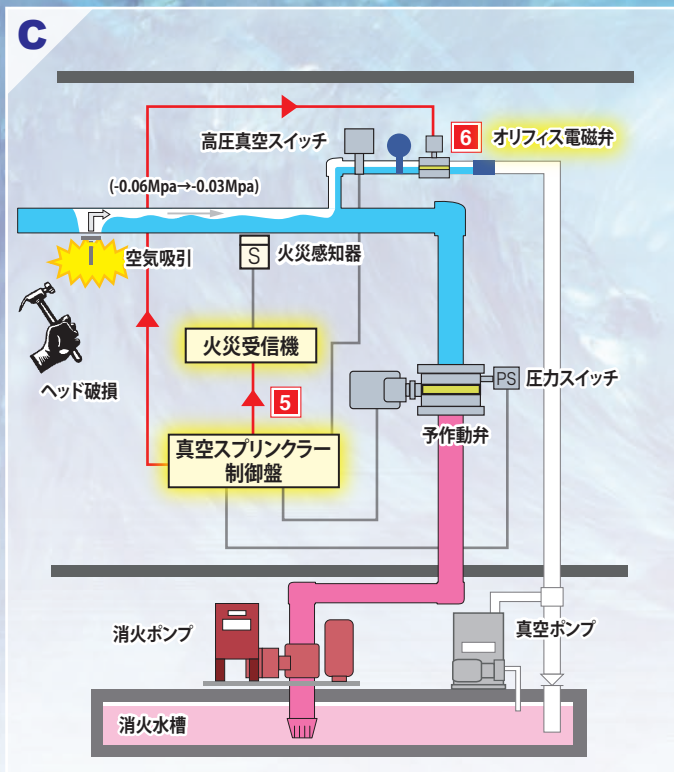 C
高圧真空スイッチ
6 オリフィス電磁弁
(-0.06Mpa→-0.03Mpa)
空気吸引
S 火災感知器
ヘッド破損
火災受信機
5
PS 圧力スイッチ
予作動弁
真空スプリンクラー
制御盤
消火ポンプ
真空ポンプ
消火水槽